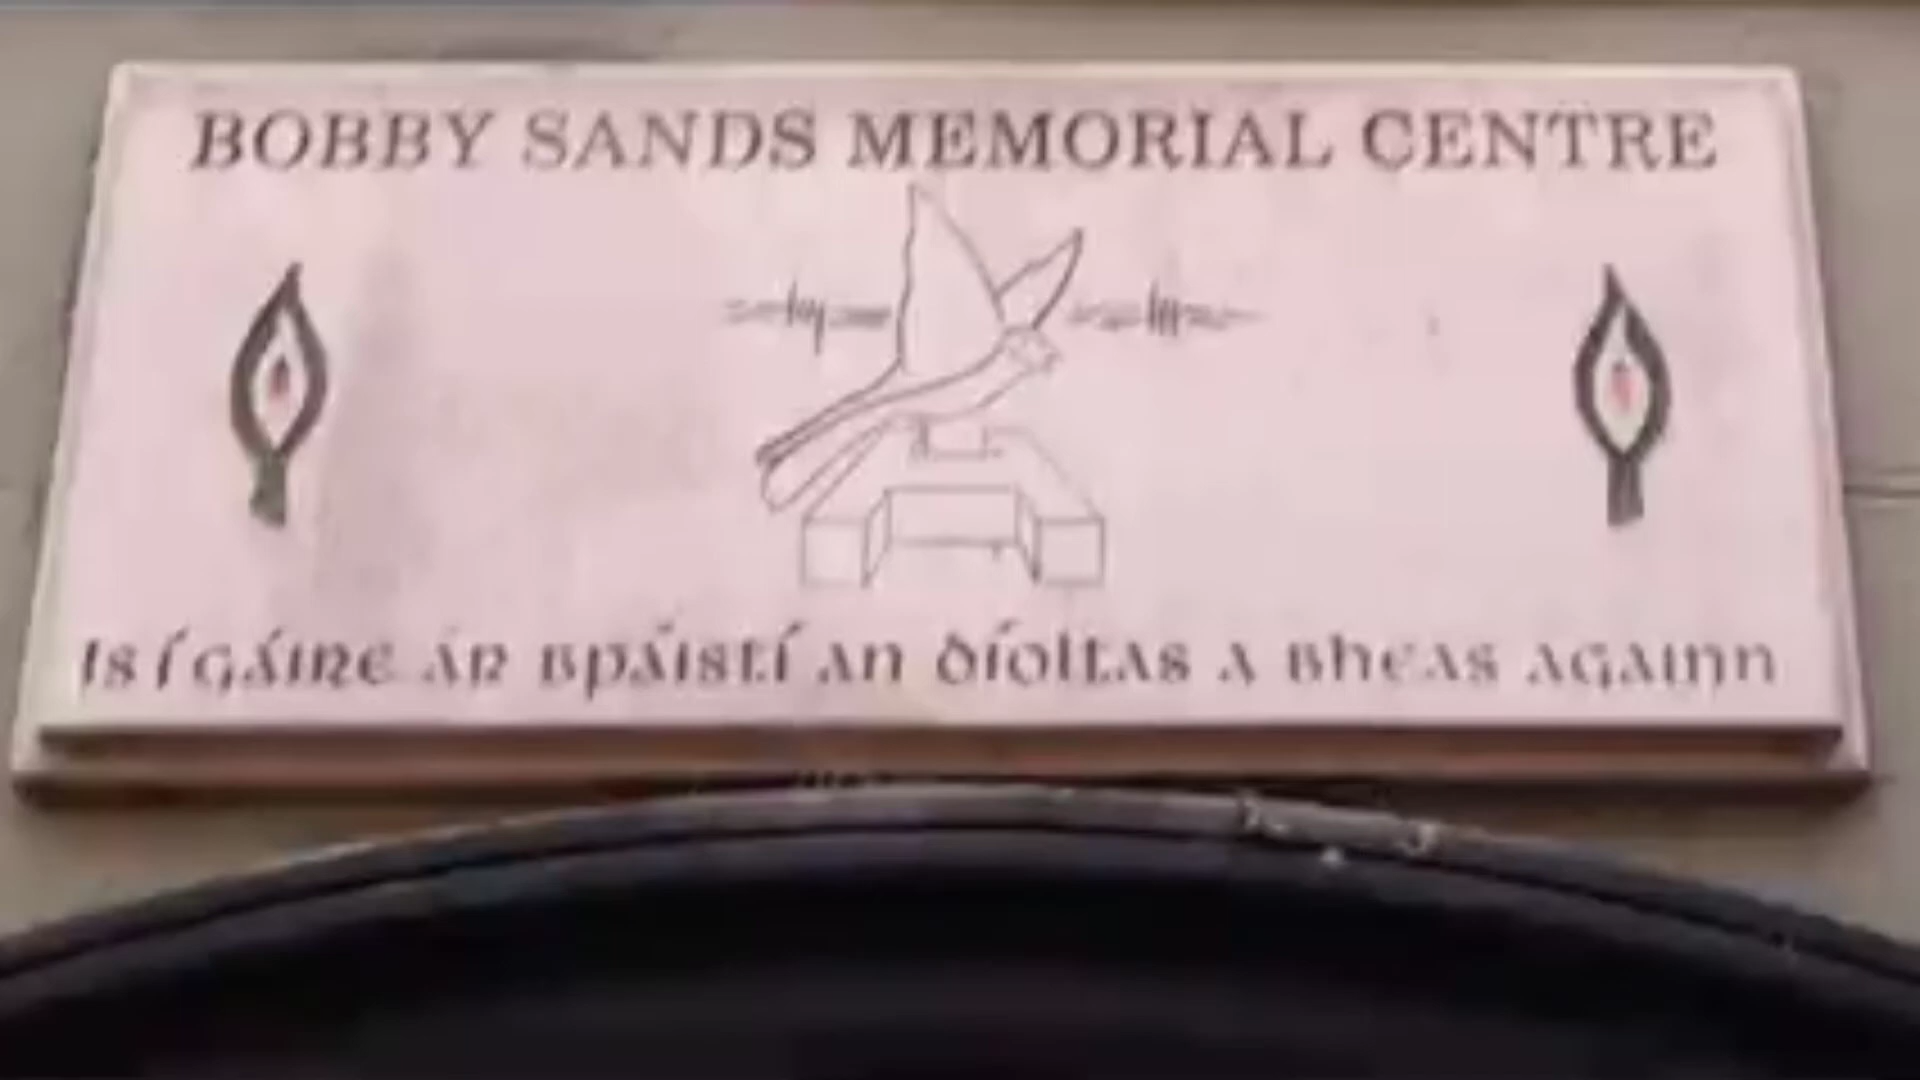 BOBBY SANDS MEMORIAL CENTRE
Is í gáire ár bpáistí an díoltas a bheas againn